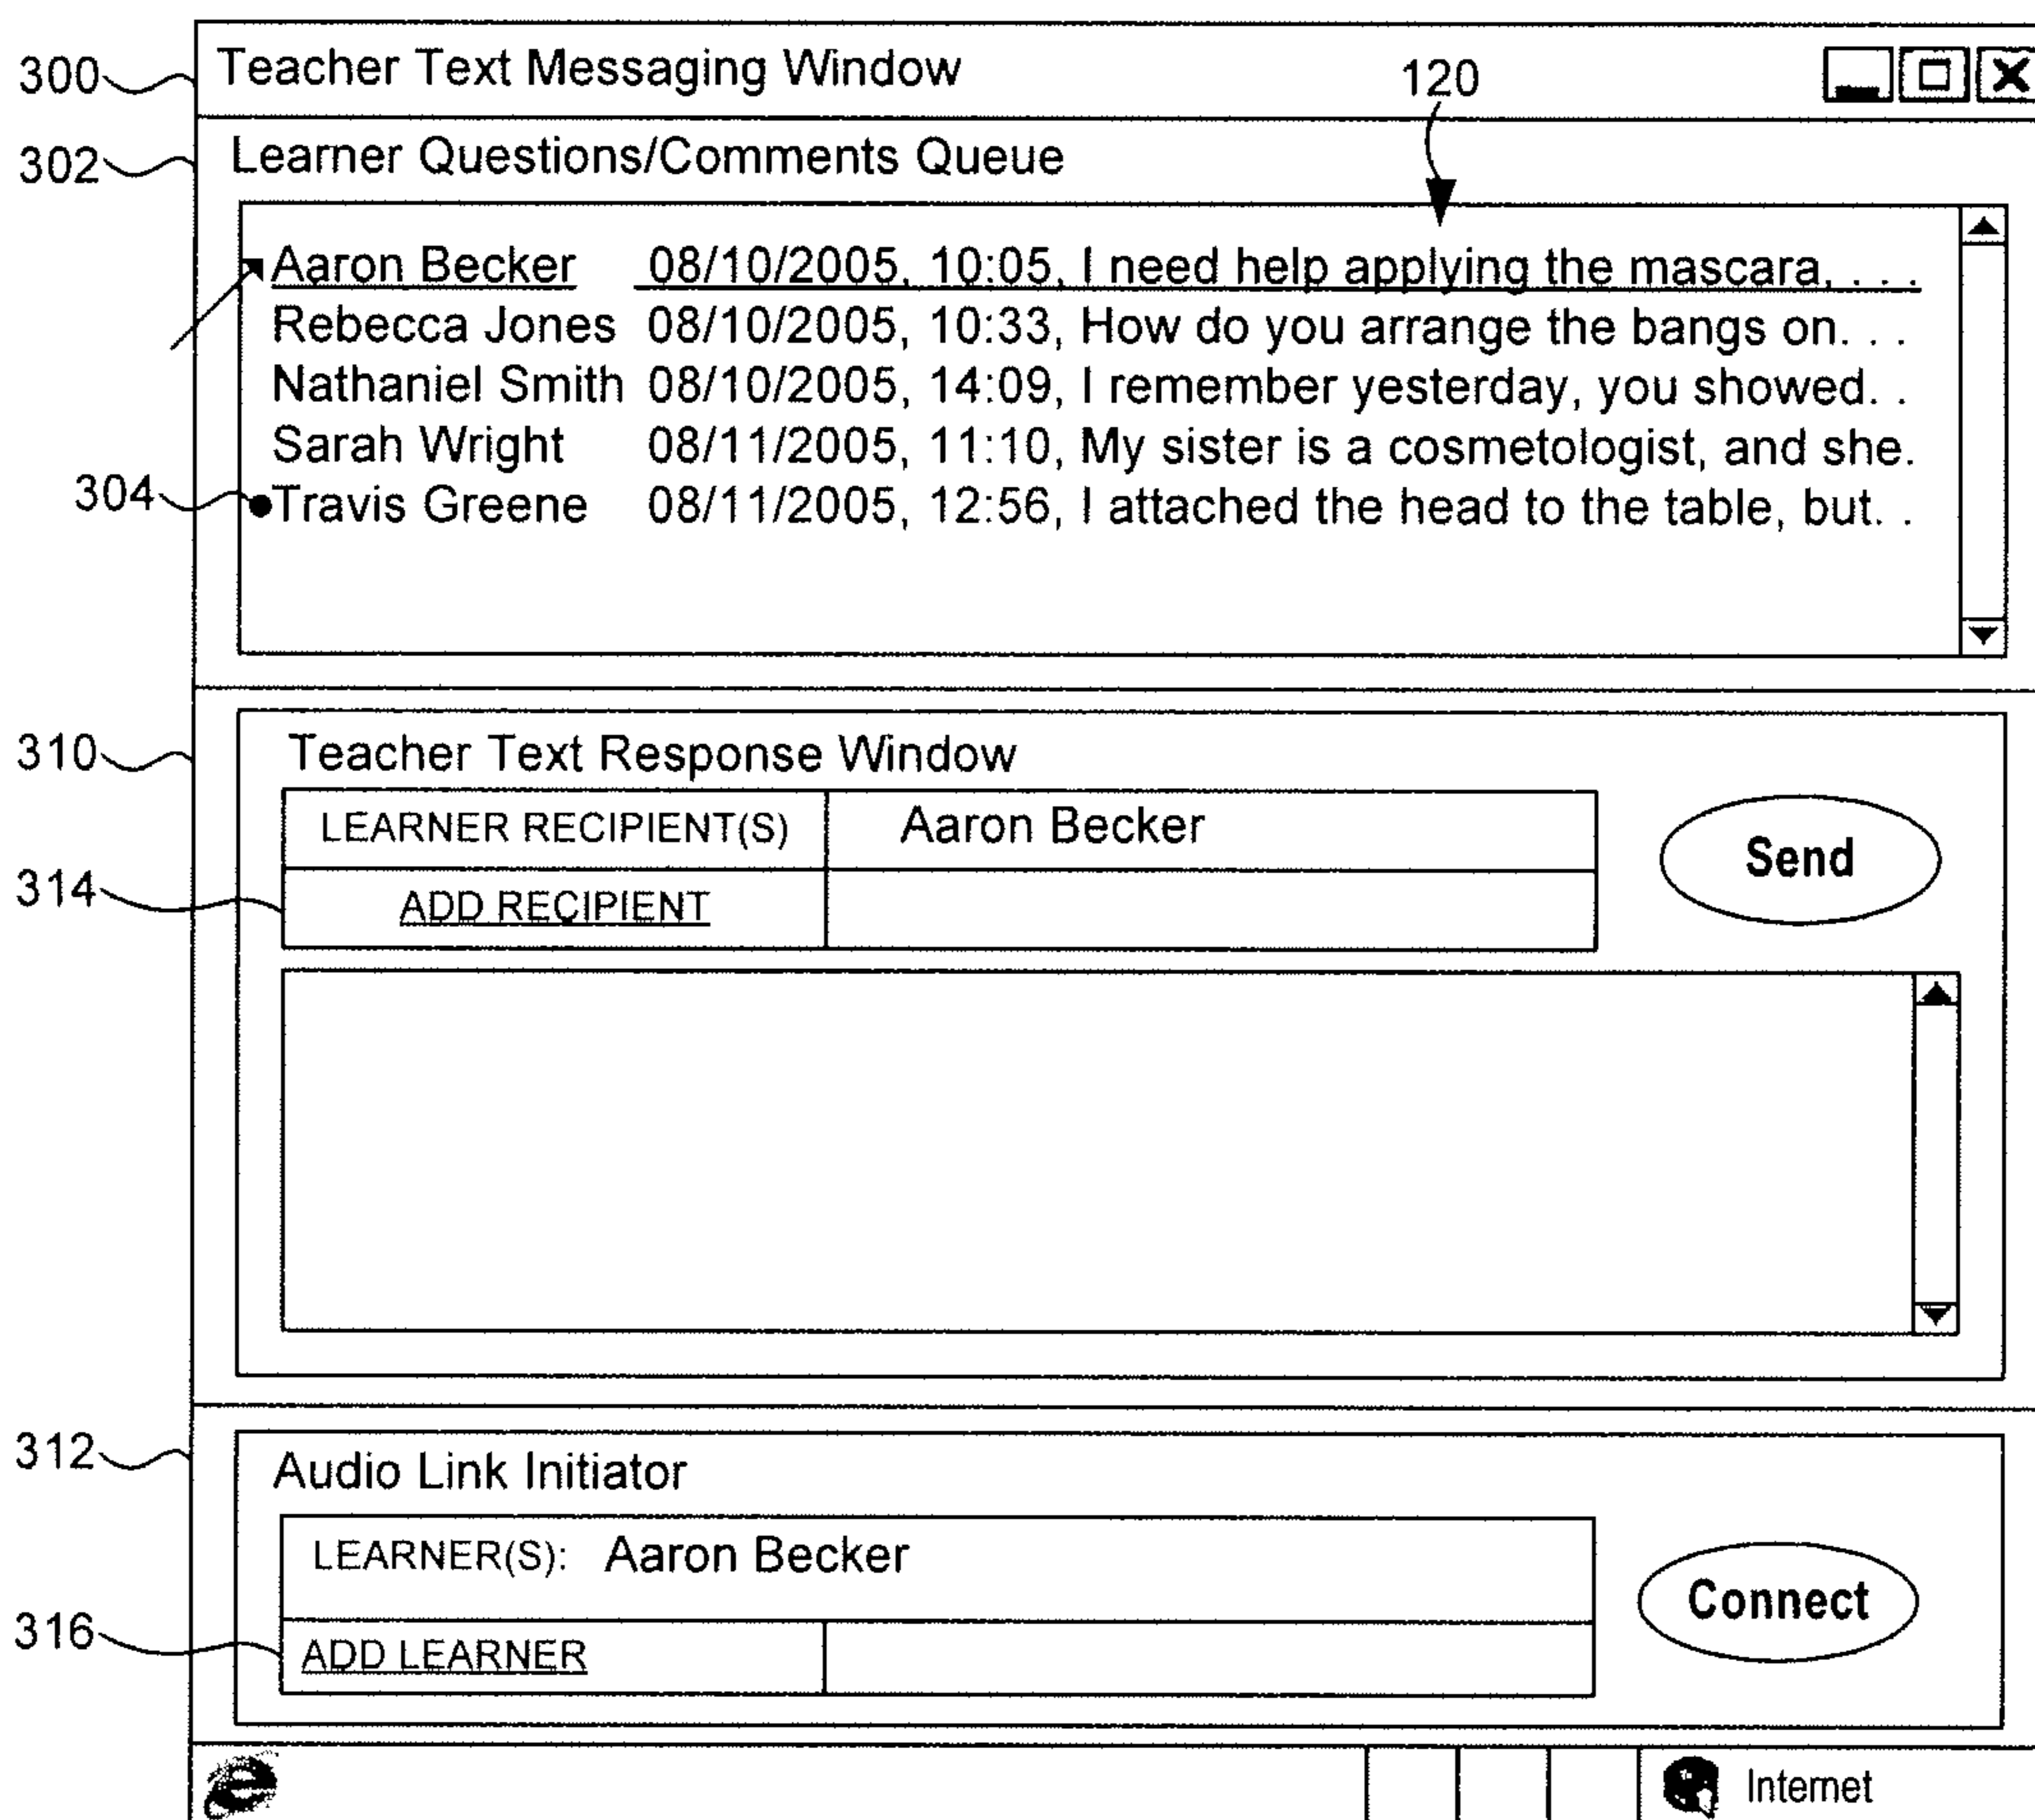 300 Teacher Text Messaging Window 120
302 Learner Questions/Comments Queue
Aaron Becker 08/10/2005, 10:05, I need help applying the mascara, . . .
Rebecca Jones 08/10/2005, 10:33, How do you arrange the bangs on. . .
Nathaniel Smith 08/10/2005, 14:09, I remember yesterday, you showed. .
Sarah Wright 08/11/2005, 11:10, My sister is a cosmetologist, and she.
304 Travis Greene 08/11/2005, 12:56, I attached the head to the table, but. .
310 Teacher Text Response Window
LEARNER RECIPIENT(S) Aaron Becker
Send
314 ADD RECIPIENT
312 Audio Link Initiator
LEARNER(S): Aaron Becker
Connect
316 ADD LEARNER
Internet